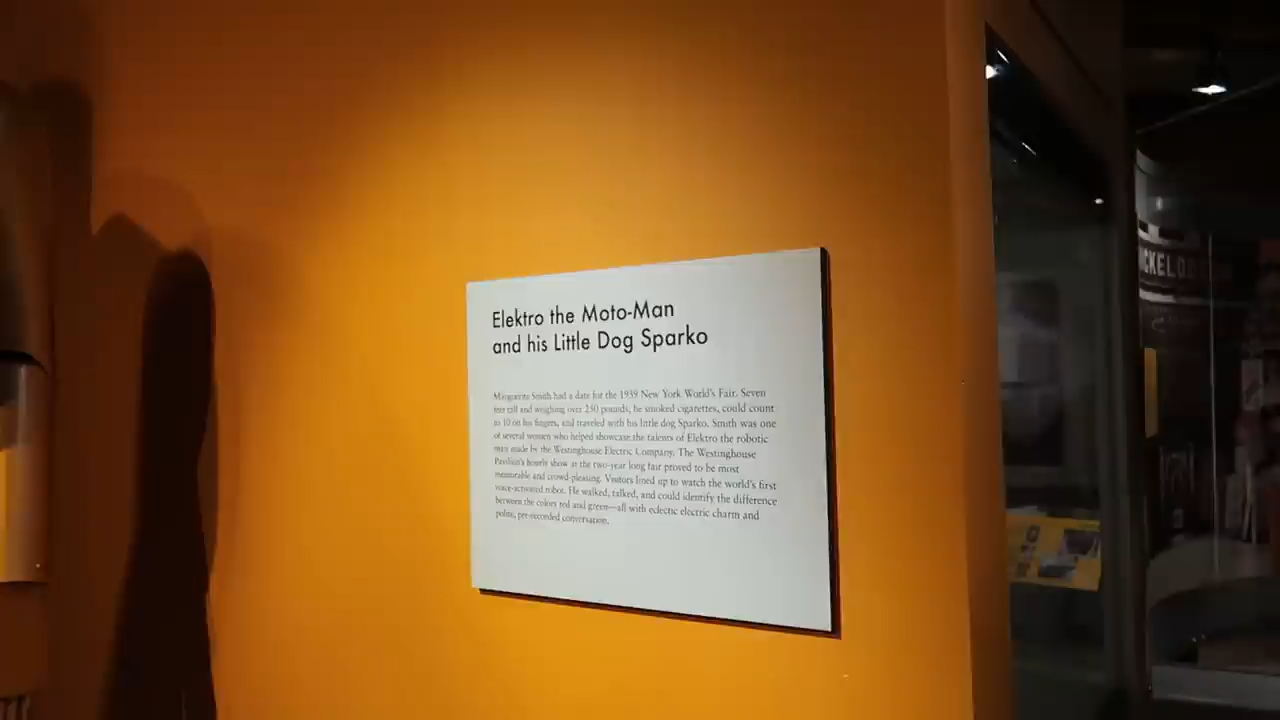 Elektro the Moto-Man
and his Little Dog Sparko
Marguerite Smith had a date for the 1939 New York World's Fair. Seven
feet tall and weighing over 250 pounds, he smoked cigarettes, could count
to 10 on his fingers, and traveled with his little dog Sparko. Smith was one
of several women who helped showcase the talents of Elektro the robotic
man made by the Westinghouse Electric Company. The Westinghouse
Pavilion's hourly show at the two-year long fair proved to be most
memorable and crowd-pleasing. Visitors lined up to watch the world's first
voice-activated robot. He walked, talked, and could identify the difference
between the colors red and green—all with eclectic electric charm and
polite, pre-recorded conversation.